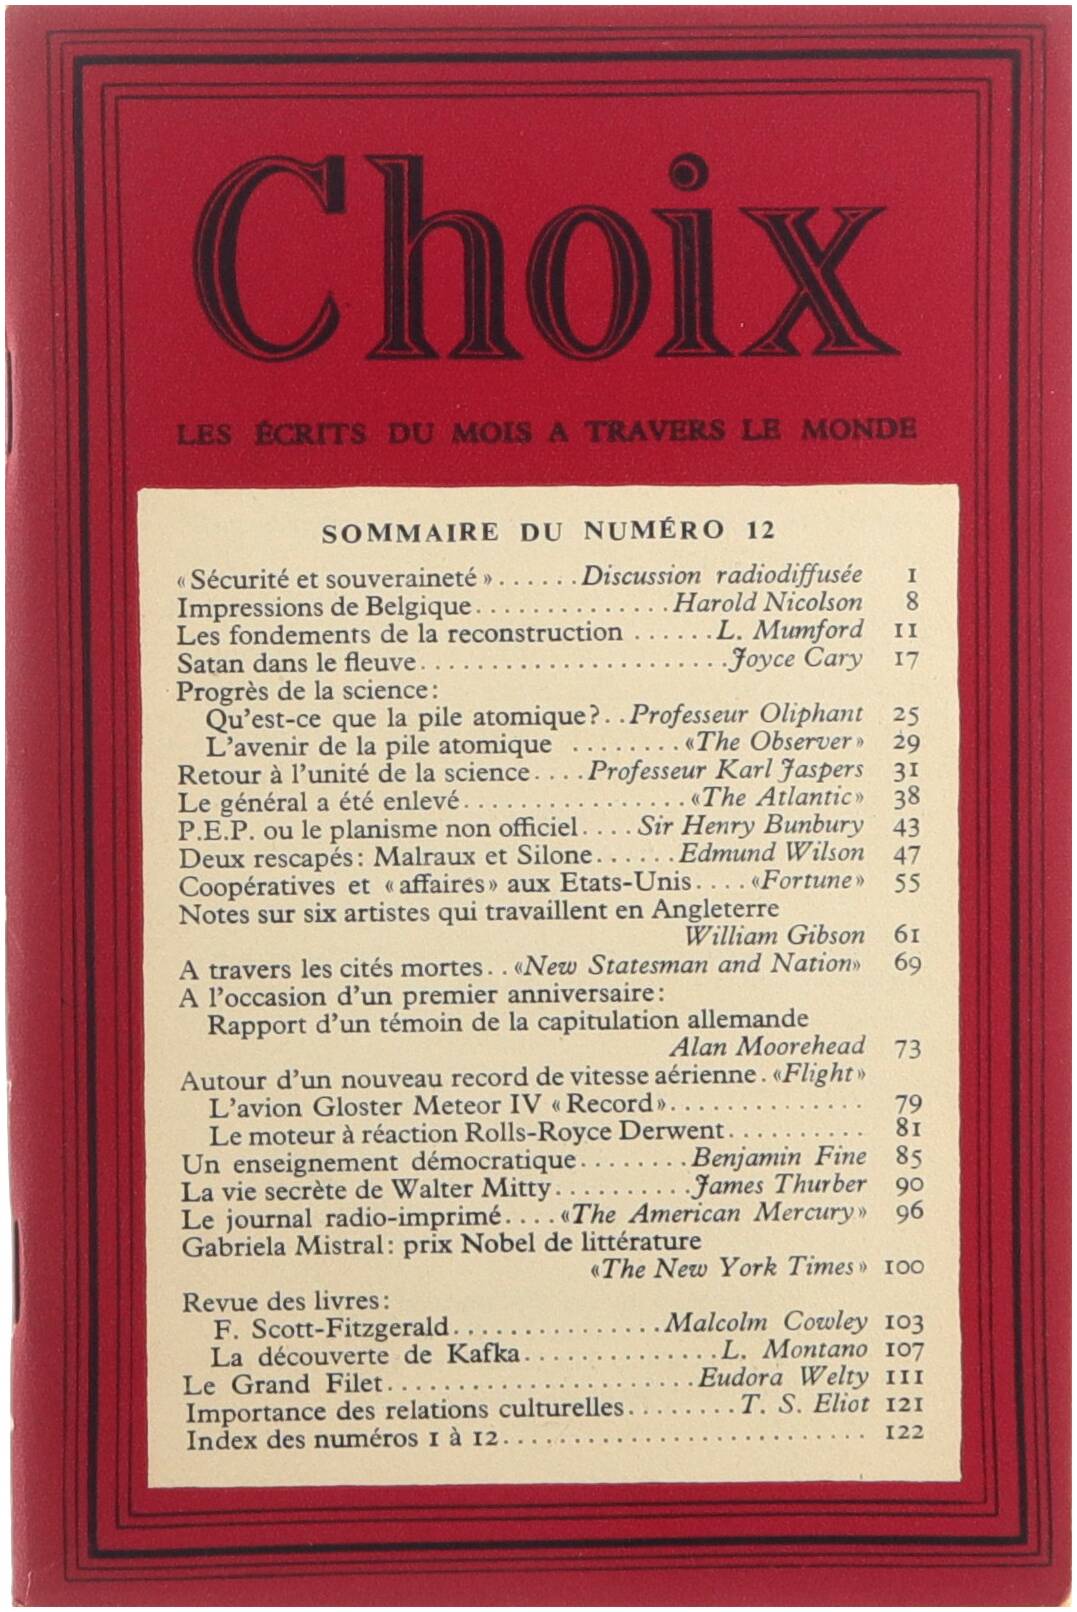 Choix
LES ÉCRITS DU MOIS A TRAVERS LE MONDE
SOMMAIRE DU NUMÉRO 12
«Sécurité et souveraineté»......Discussion radiodiffusée 1
Impressions de Belgique..............Harold Nicolson 8
Les fondements de la reconstruction ......L. Mumford 11
Satan dans le fleuve......................Joyce Cary 17
Progrès de la science:
Qu'est-ce que la pile atomique?..Professeur Oliphant 25
L'avenir de la pile atomique ........«The Observer» 29
Retour à l'unité de la science....Professeur Karl Jaspers 31
Le général a été enlevé.................«The Atlantic» 38
P.E.P. ou le planisme non officiel....Sir Henry Bunbury 43
Deux rescapés: Malraux et Silone......Edmund Wilson 47
Coopératives et «affaires» aux Etats-Unis....«Fortune» 55
Notes sur six artistes qui travaillent en Angleterre
William Gibson 61
A travers les cités mortes..«New Statesman and Nation» 69
A l'occasion d'un premier anniversaire:
Rapport d'un témoin de la capitulation allemande
Alan Moorehead 73
Autour d'un nouveau record de vitesse aérienne.«Flight»
L'avion Gloster Meteor IV «Record».............. 79
Le moteur à réaction Rolls-Royce Derwent.......... 81
Un enseignement démocratique........Benjamin Fine 85
La vie secrète de Walter Mitty..........James Thurber 90
Le journal radio-imprimé....«The American Mercury» 96
Gabriela Mistral: prix Nobel de littérature
«The New York Times» 100
Revue des livres:
F. Scott-Fitzgerald...............Malcolm Cowley 103
La découverte de Kafka..............L. Montano 107
Le Grand Filet......................Eudora Welty 111
Importance des relations culturelles........T. S. Eliot 121
Index des numéros 1 à 12.......................... 122